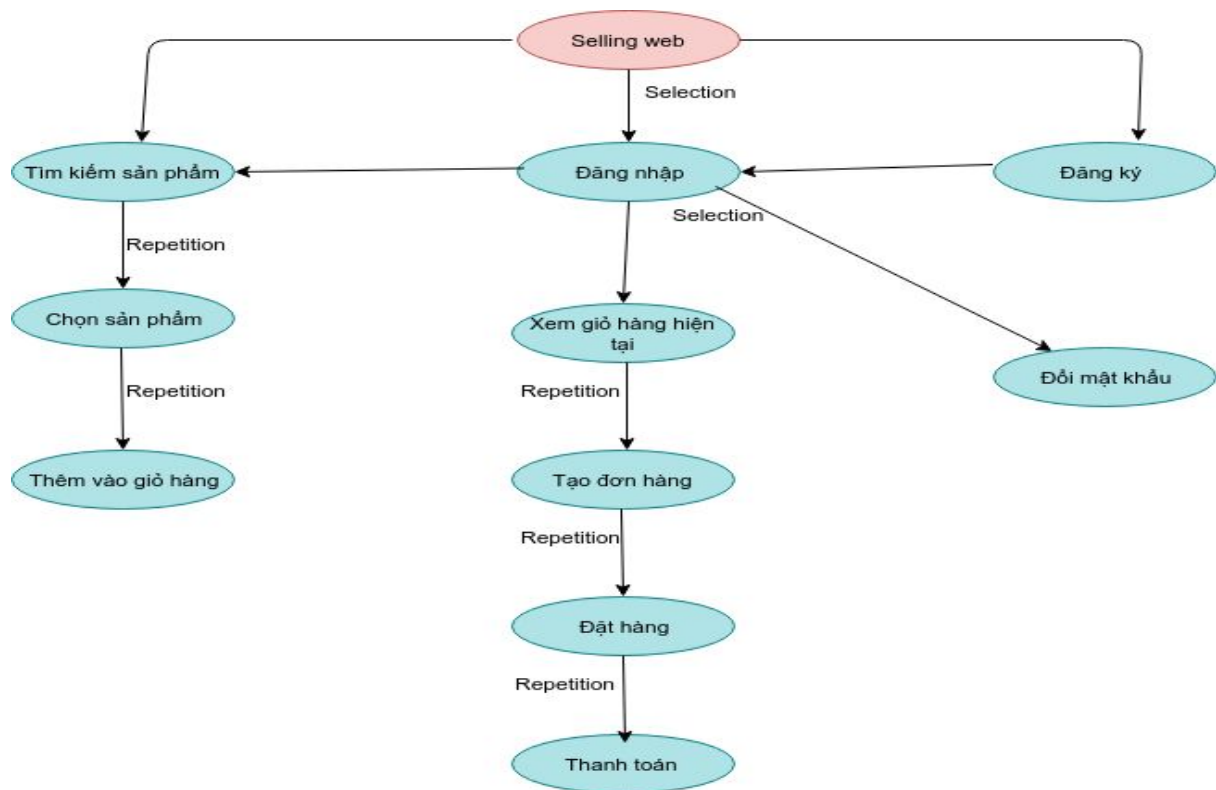 Selling web
Selection
Tìm kiếm sản phẩm
Đăng nhập
Đăng ký
Selection
Repetition
Chọn sản phẩm
Xem giỏ hàng hiện
tại
Đổi mật khẩu
Repetition
Repetition
Thêm vào giỏ hàng
Tạo đơn hàng
Repetition
Đặt hàng
Repetition
Thanh toán